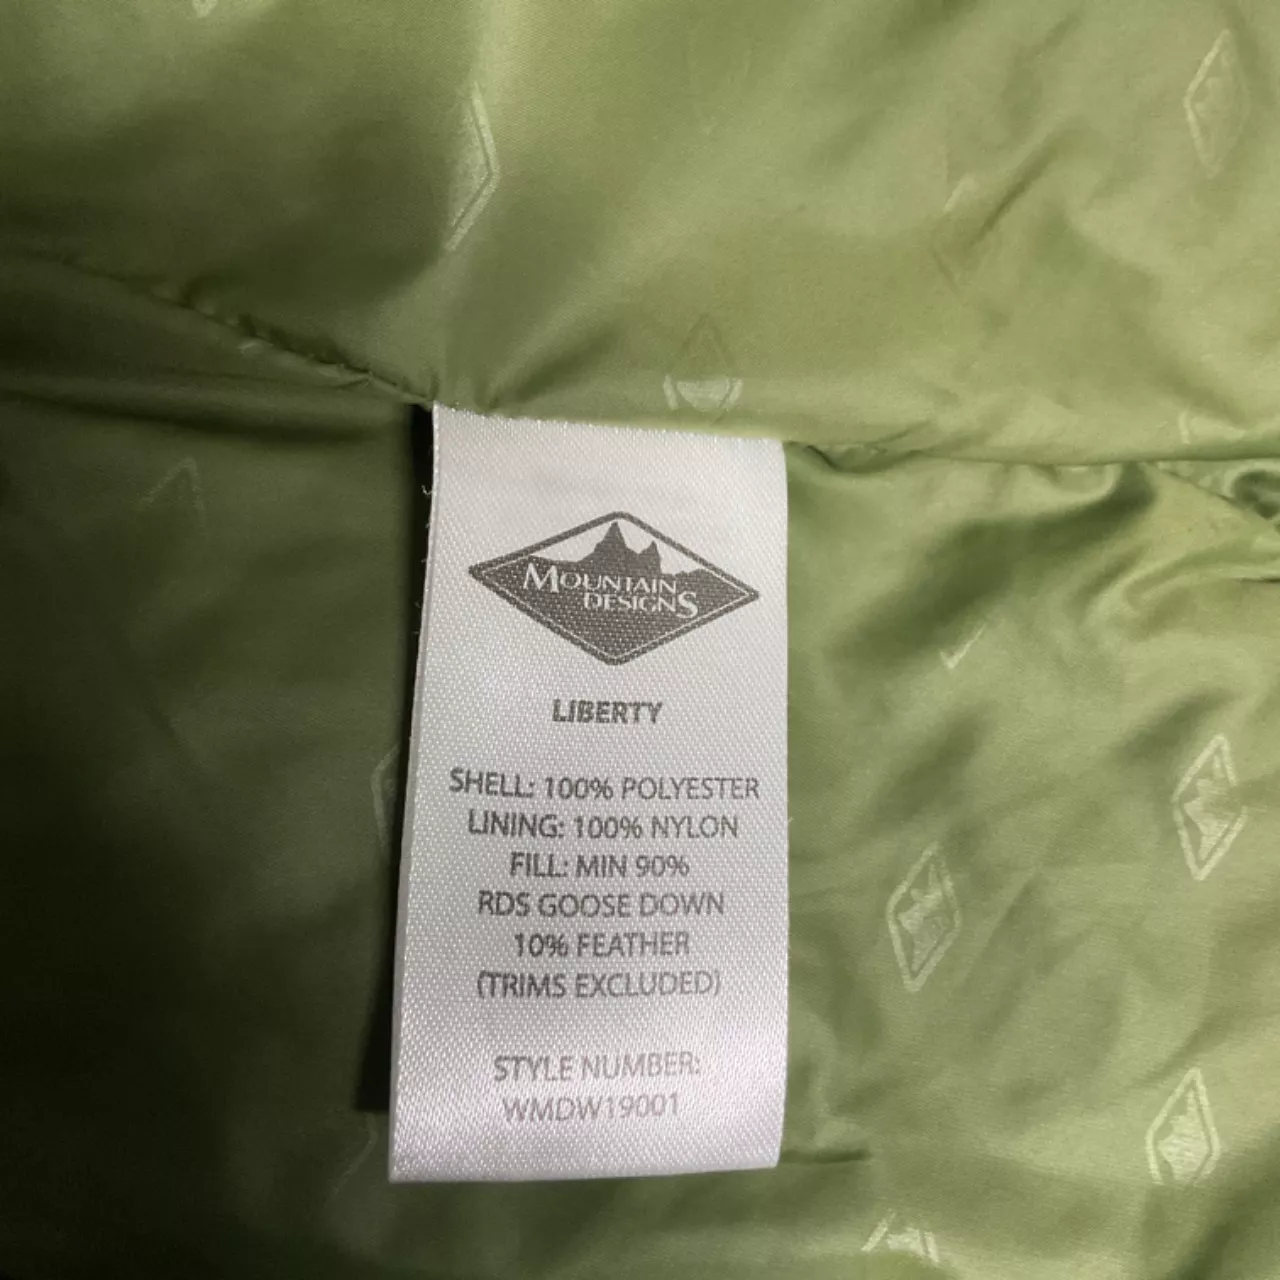 MOUNTAIN
DESIGNS
LIBERTY
SHELL: 100% POLYESTER
LINING: 100% NYLON
FILL: MIN 90%
RDS GOOSE DOWN
10% FEATHER
(TRIMS EXCLUDED)
STYLE NUMBER:
WMDW19001